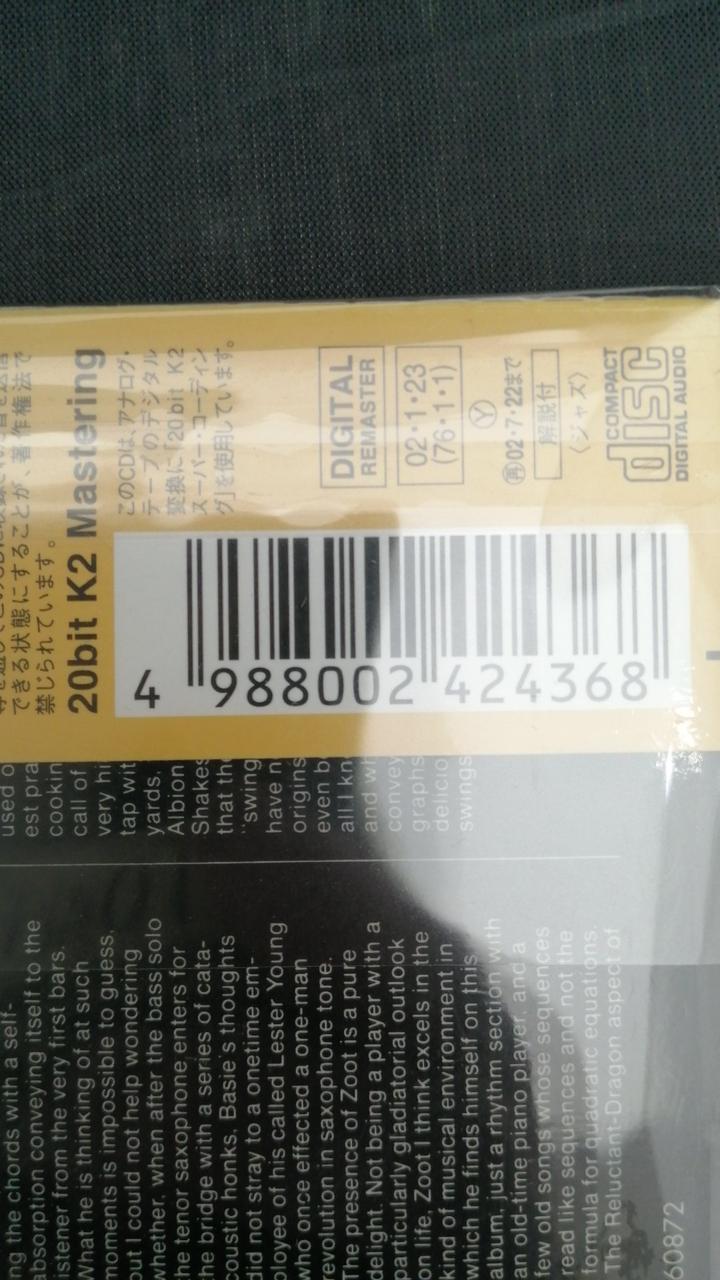 できる状態にすることが、著作権法で
禁じられています。
20bit K2 Mastering
このCDは、アナログ・
テープのデジタル
変換に「20bit K2
スーパー・コーディン
グ」を使用しています。
DIGITAL
REMASTER
02・1・23
(76・1・1)
Y
再02・7・22まで
解説付
〈ジャズ〉
COMPACT
disc
DIGITAL AUDIO
4 988002 424368
used o
est pra
cookin
call of
very hi
tap wit
yards,
Albion
Shakes
that the
"swing
have n
origins
even b
all I kn
and wh
convey
graphs
delicio
swings
ng the chords with a self-
absorption conveying itself to the
listener from the very first bars.
What he is thinking of at such
moments is impossible to guess,
but I could not help wondering
whether, when after the bass solo
the tenor saxophone enters for
the bridge with a series of cata-
coustic honks. Basie's thoughts
did not stray to a onetime em-
ployee of his called Lester Young
who once effected a one-man
revolution in saxophone tone.
The presence of Zoot is a pure
delight. Not being a player with a
particularly gladiatorial outlook
on life. Zoot I think excels in the
kind of musical environment in
which he finds himself on this
album, just a rhythm section with
an old-time piano player, and a
few old songs whose sequences
read like sequences and not the
formula for quadratic equations.
The Reluctant-Dragon aspect of
60872